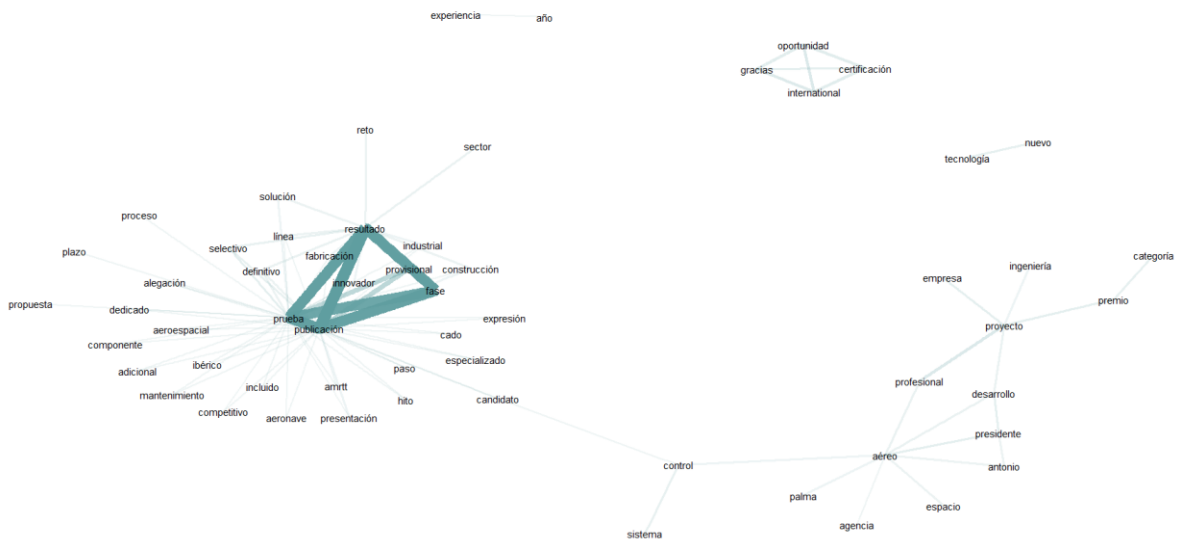 experiencia
año
oportunidad
gracias
certificación
international
reto
nuevo
sector
tecnología
solución
proceso
resultado
línea
selectivo
industrial
plazo
fabricación
categoría
definitivo
provisional
construcción
ingeniería
empresa
alegación
innovador
fase
propuesta
dedicado
premio
prueba
expresión
publicación
aeroespacial
proyecto
cado
componente
especializado
ibérico
adicional
paso
profesional
incluido
amrtt
mantenimiento
desarrollo
hito
candidato
competitivo
aeronave
presentación
presidente
aéreo
control
antonio
palma
espacio
agencia
sistema